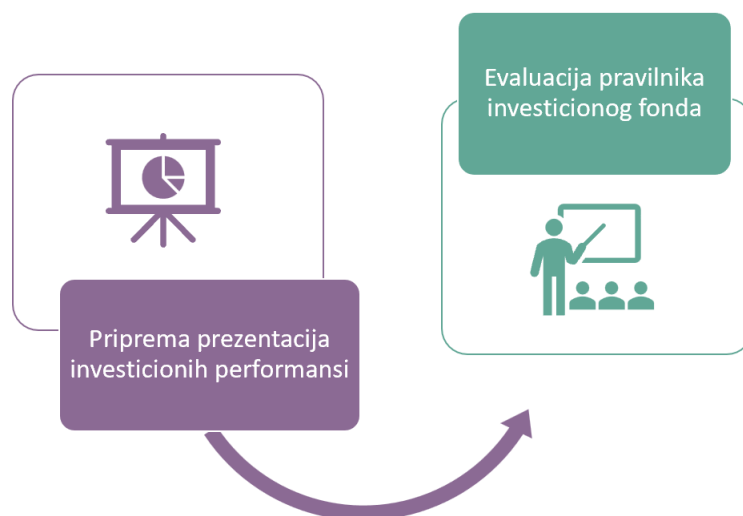 Priprema prezentacija
investicionih performansi
Evaluacija pravilnika
investicionog fonda